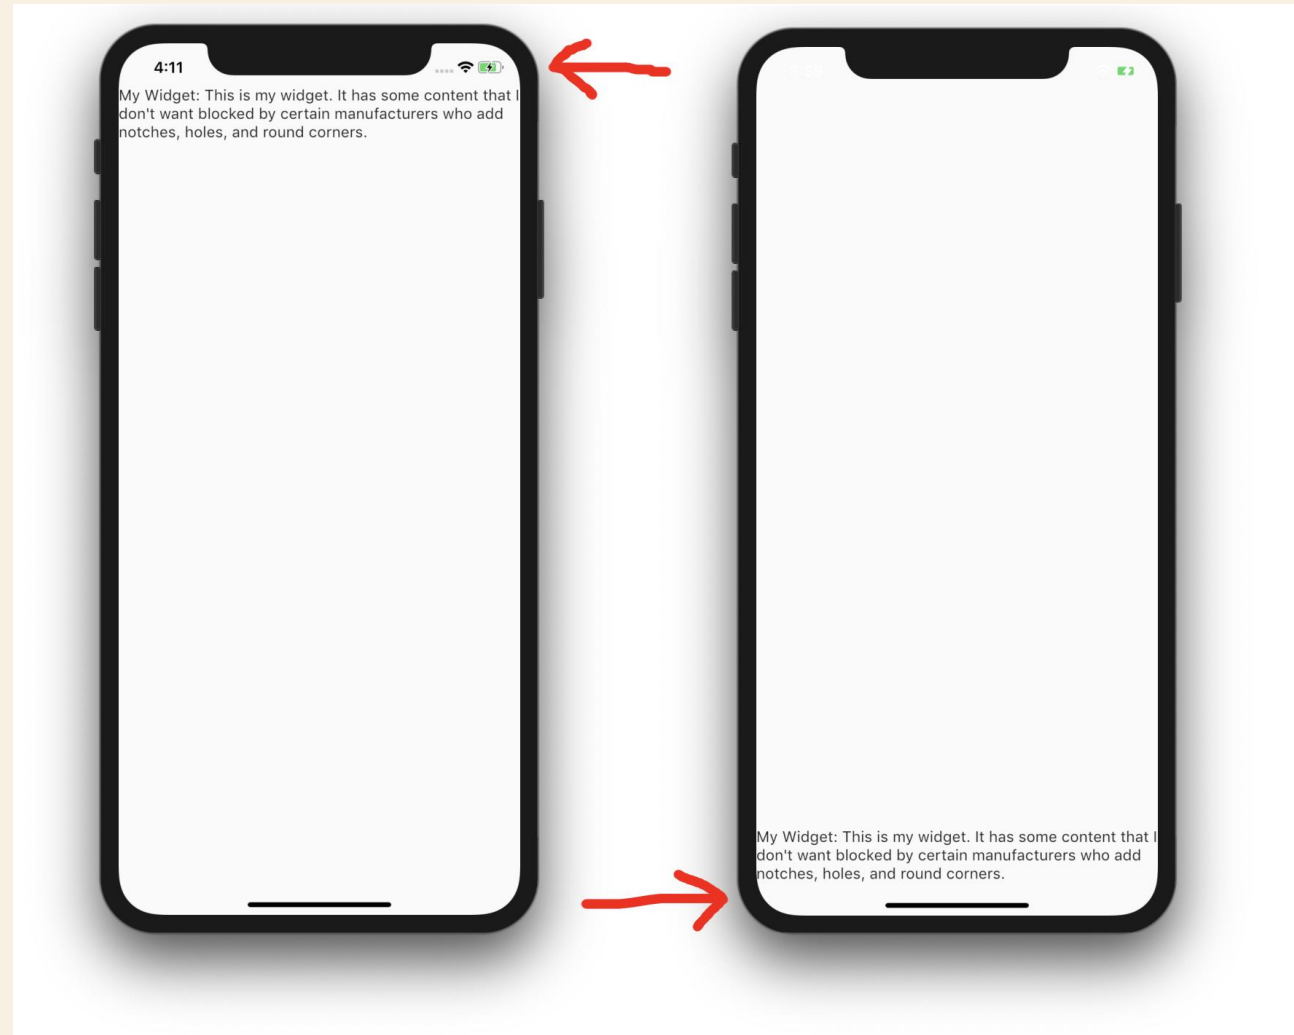 4:11
My Widget: This is my widget. It has some content that I
don't want blocked by certain manufacturers who add
notches, holes, and round corners.
My Widget: This is my widget. It has some content that I
don't want blocked by certain manufacturers who add
notches, holes, and round corners.